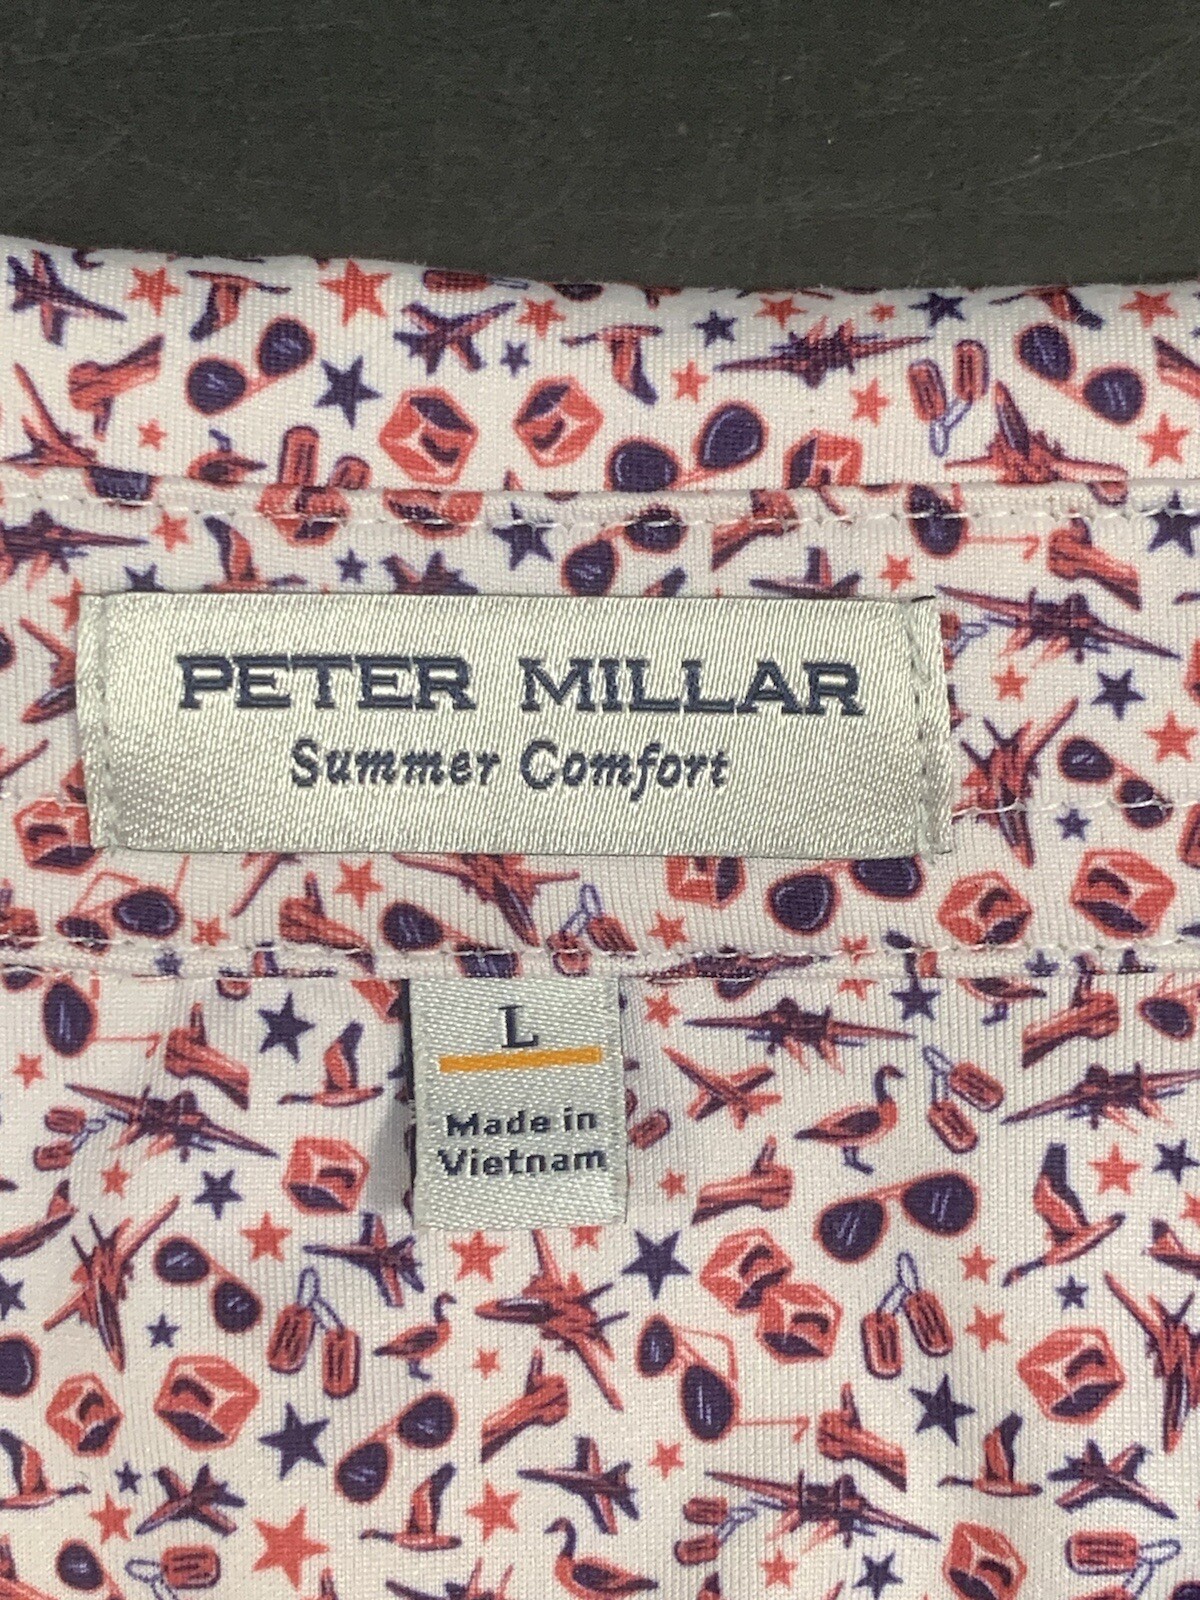 PETER MILLAR
Summer Comfort
L
Made in
Vietnam